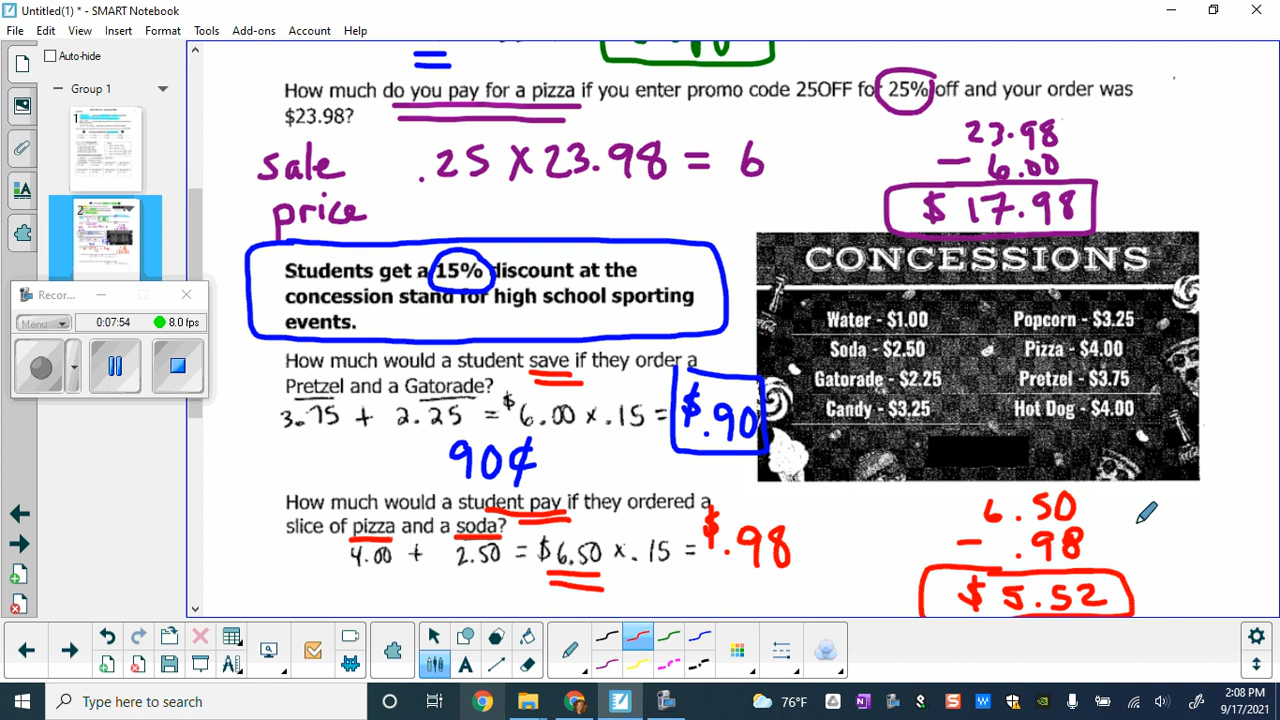 Untitled(1) * - SMART Notebook
File Edit View Insert Format Tools Add-ons Account Help
Auto-hide
Group 1
1
2
How much do you pay for a pizza if you enter promo code 25OFF for 25% off and your order was
$23.98?
sale
price
.25 X 23.98 = 6
23.98
- 6.00
$ 17.98
Students get a 15% discount at the
concession stand for high school sporting
events.
How much would a student save if they order a
Pretzel and a Gatorade?
3.75 + 2.25 = $6.00 x .15 = $.90
90¢
How much would a student pay if they ordered a
slice of pizza and a soda?
4.00 + 2.50 = $6.50 x .15 = $.98
CONCESSIONS
Water - $1.00 Popcorn - $3.25
Soda - $2.50 Pizza - $4.00
Gatorade - $2.25 Pretzel - $3.75
Candy - $3.25 Hot Dog - $4.00
6.50
- .98
$ 5.52
Recor...
Menu 0:07:54 8.0 fps
Type here to search
76°F
2:08 PM
9/17/2021